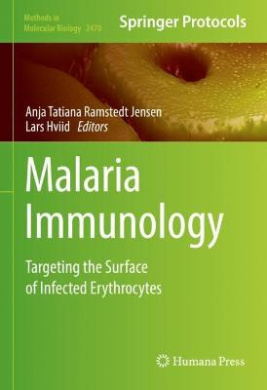 Methods in
Molecular Biology 2470
Springer Protocols
Anja Tatiana Ramstedt Jensen
Lars Hviid Editors
Malaria
Immunology
Targeting the Surface
of Infected Erythrocytes
Humana Press